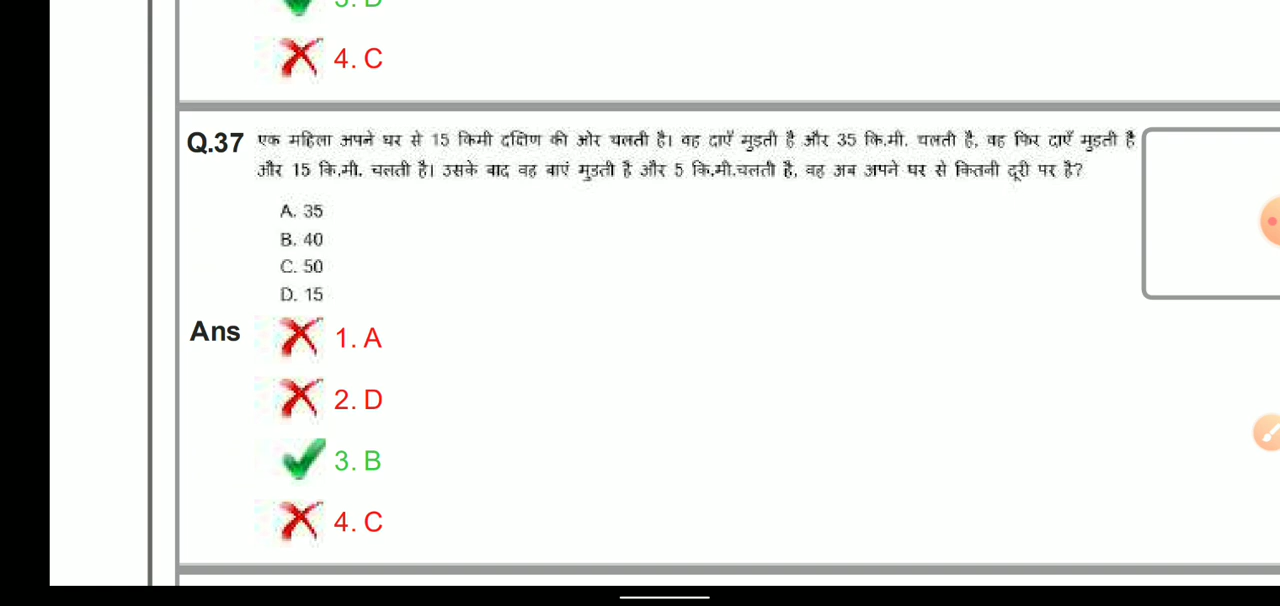 4. C
Q.37 एक महिला अपने घर से 15 किमी दक्षिण की ओर चलती है। वह दाएँ मुड़ती है और 35 कि.मी. चलती है, वह फिर दाएँ मुड़ती है
और 15 कि.मी. चलती है। उसके बाद वह बाएं मुडती है और 5 कि.मी.चलती है, वह अब अपने घर से कितनी दूरी पर है?
A. 35
B. 40
C. 50
D. 15
Ans
1. A
2. D
3. B
4. C